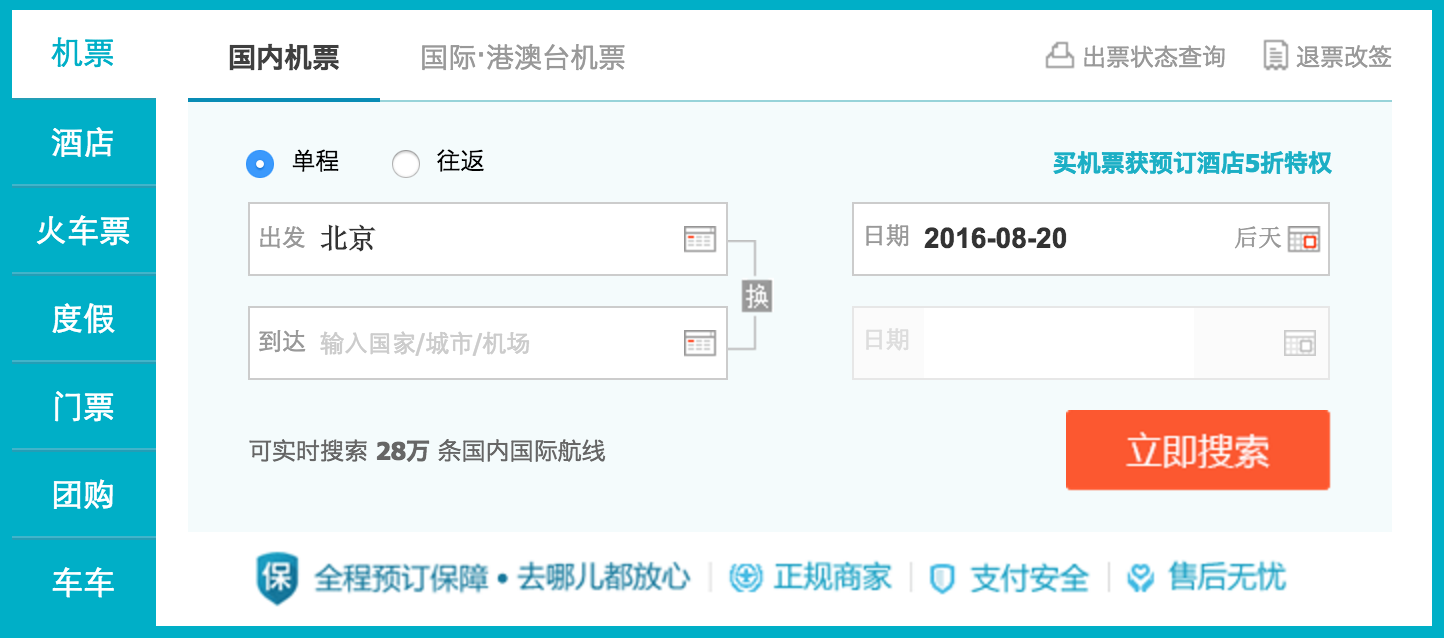 机票
酒店
火车票
度假
门票
团购
车车
国内机票 国际·港澳台机票 出票状态查询 退票改签
单程 往返 买机票获预订酒店5折特权
出发 北京 日期 2016-08-20 后天
换
到达 输入国家/城市/机场 日期
可实时搜索 28万 条国内国际航线 立即搜索
保 全程预订保障·去哪儿都放心 正规商家 支付安全 售后无忧